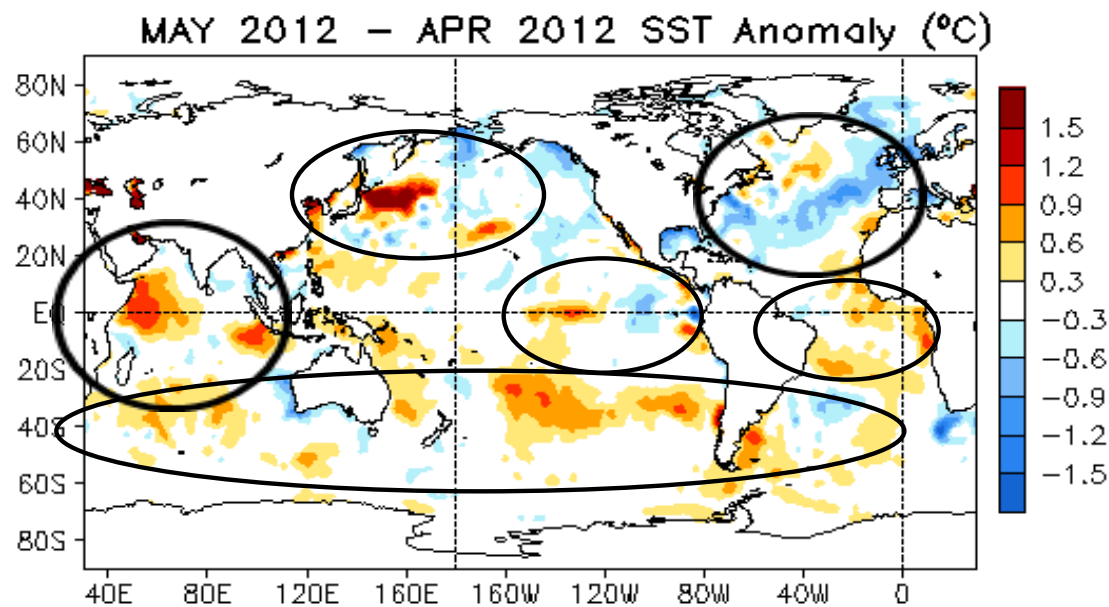 MAY 2012 – APR 2012 SST Anomaly (ºC)
80N
60N
40N
20N
EQ
20S
40S
60S
80S
40E 80E 120E 160E 160W 120W 80W 40W 0
1.5
1.2
0.9
0.6
0.3
−0.3
−0.6
−0.9
−1.2
−1.5